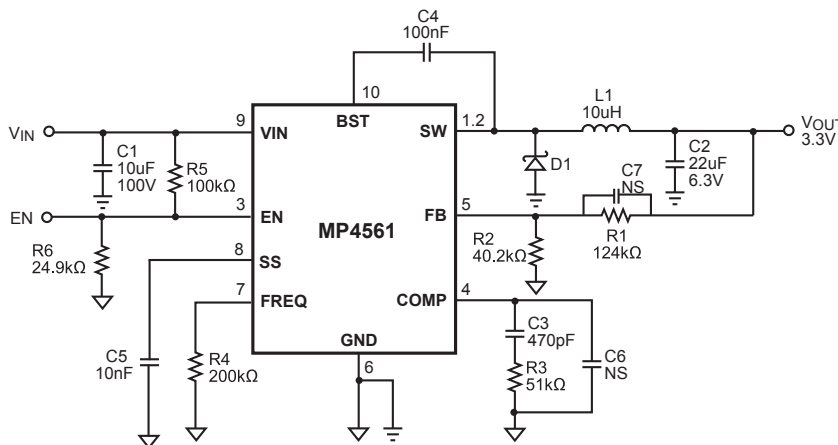 C4
100nF
10
L1
10uH
VIN
9
VIN
BST
SW
1.2
VOUT
3.3V
C1
10uF
100V
R5
100kΩ
D1
C2
22uF
6.3V
C7
NS
EN
3
EN
MP4561
FB
5
R1
124kΩ
R6
24.9kΩ
8
SS
R2
40.2kΩ
7
FREQ
COMP
4
C3
470pF
GND
6
C5
10nF
R4
200kΩ
R3
51kΩ
C6
NS